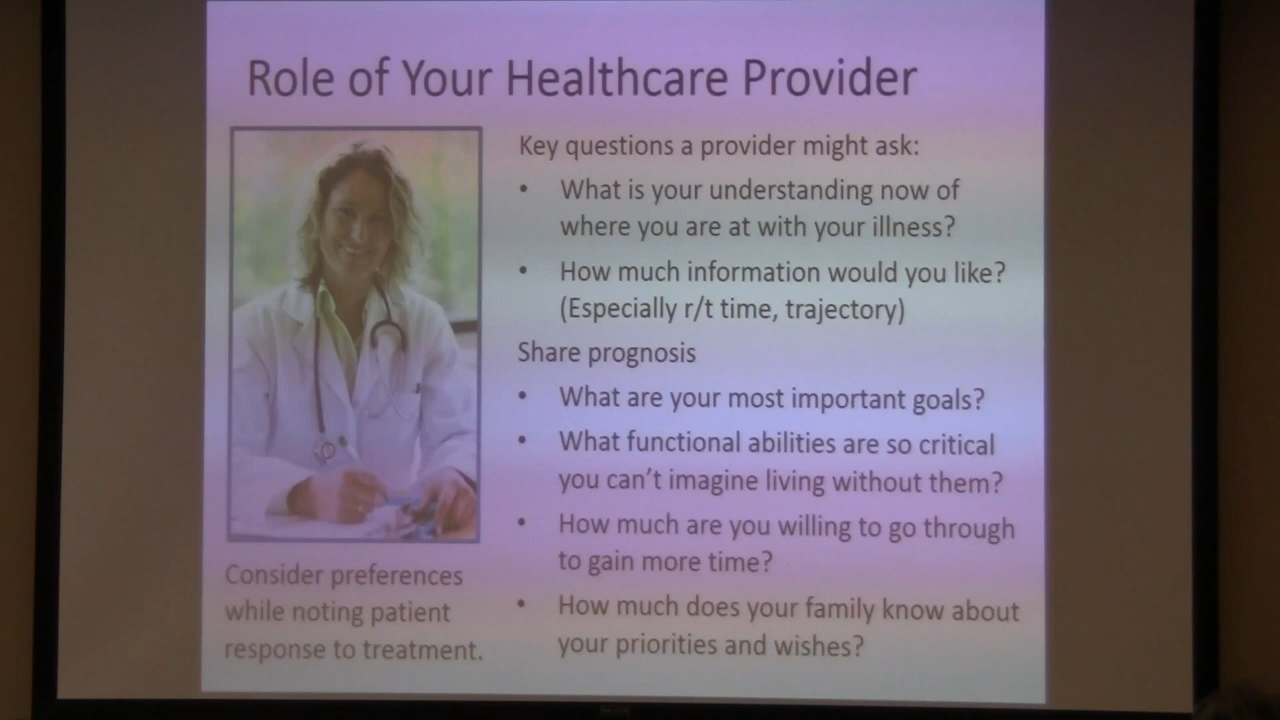 Role of Your Healthcare Provider
Key questions a provider might ask:
• What is your understanding now of
where you are at with your illness?
• How much information would you like?
(Especially r/t time, trajectory)
Share prognosis
• What are your most important goals?
• What functional abilities are so critical
you can't imagine living without them?
• How much are you willing to go through
to gain more time?
• How much does your family know about
your priorities and wishes?
Consider preferences
while noting patient
response to treatment.